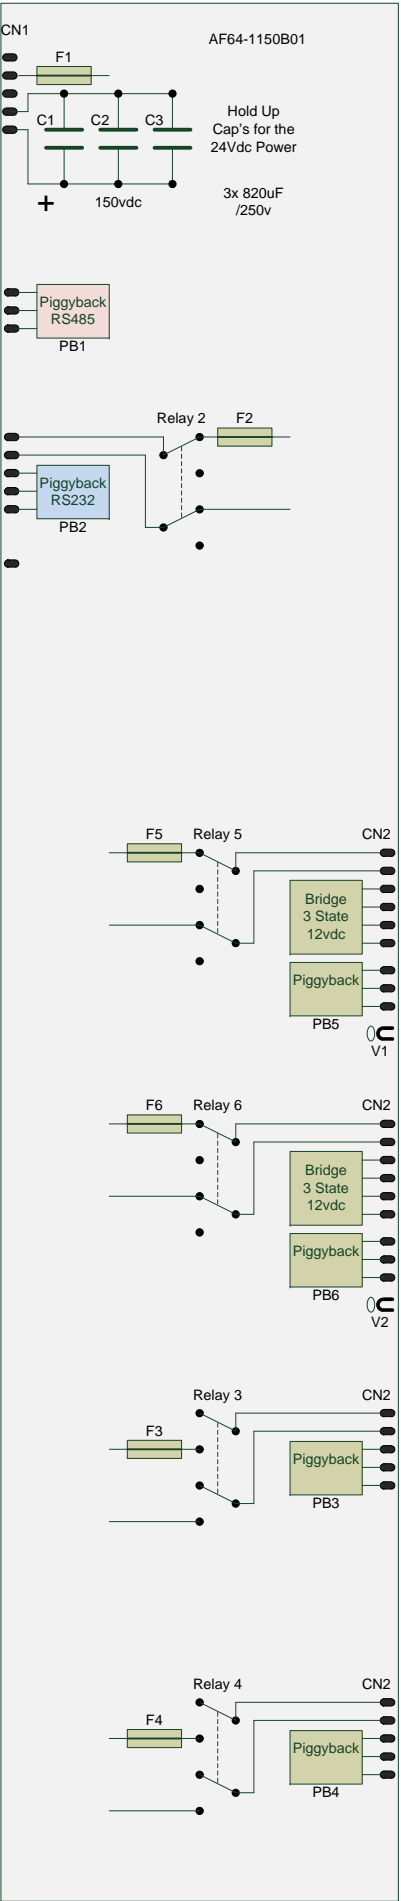 CN1
AF64-1150B01
F1
C1
C2
C3
Hold Up
Cap's for the
24Vdc Power
+
150vdc
3x 820uF
/250v
Piggyback
RS485
PB1
Relay 2
F2
Piggyback
RS232
PB2
F5
Relay 5
CN2
Bridge
3 State
12vdc
Piggyback
PB5
V1
F6
Relay 6
CN2
Bridge
3 State
12vdc
Piggyback
PB6
V2
Relay 3
CN2
F3
Piggyback
PB3
Relay 4
CN2
F4
Piggyback
PB4